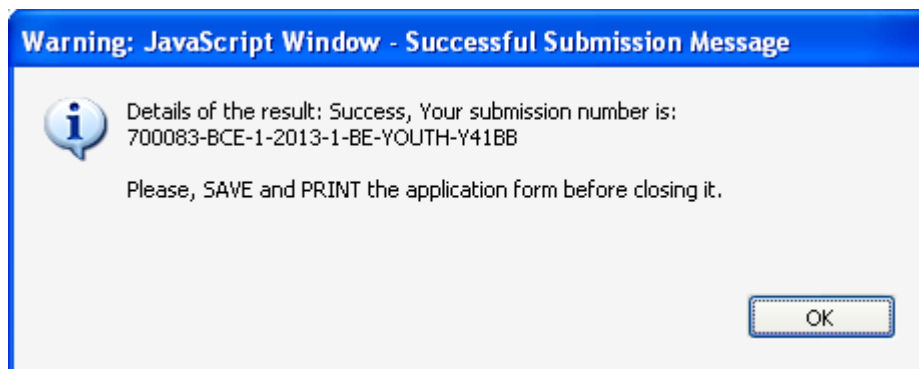 Warning: JavaScript Window - Successful Submission Message
Details of the result: Success, Your submission number is:
700083-BCE-1-2013-1-BE-YOUTH-Y41BB
Please, SAVE and PRINT the application form before closing it.
OK